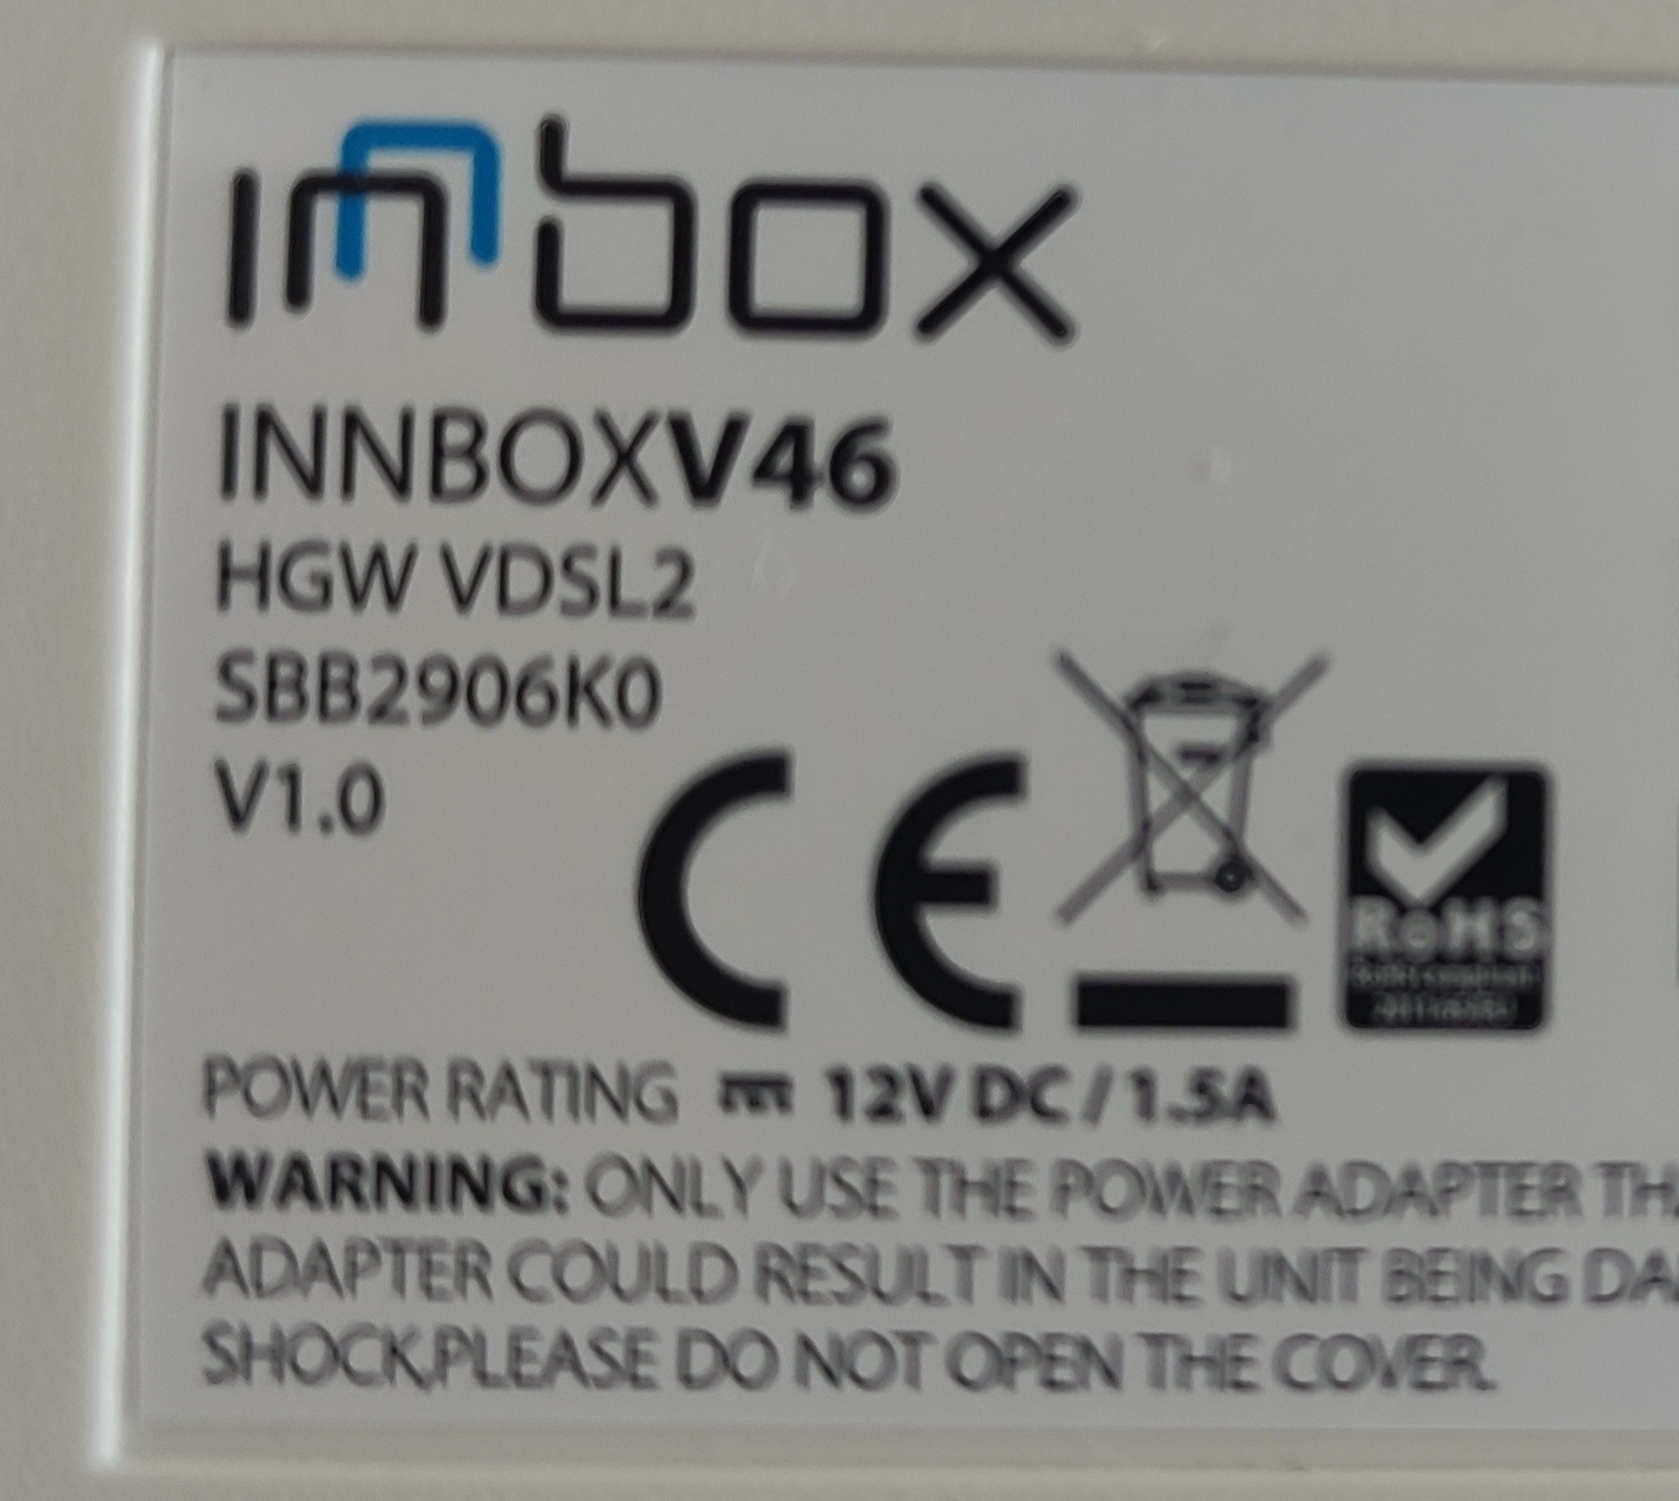 innbox
INNBOXV46
HGW VDSL2
SBB2906K0
V1.0
CE
RoHS
POWER RATING 12V DC / 1.5A
WARNING: ONLY USE THE POWER ADAPTER
ADAPTER COULD RESULT IN THE UNIT BEING
SHOCK,PLEASE DO NOT OPEN THE COVER.